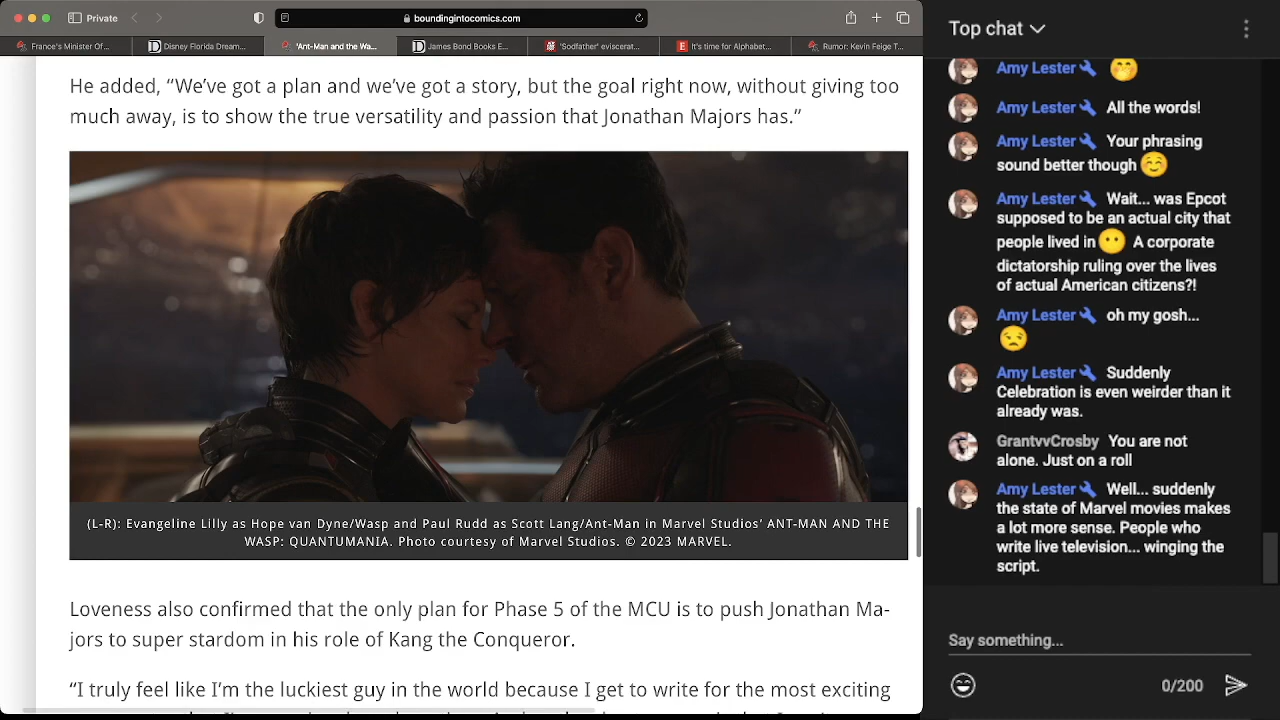 Private
boundingintocomics.com
France's Minister Of...
Disney Florida Dream...
'Ant-Man and the Wa...
James Bond Books E...
'Sodfather' eviscerat...
It's time for Alphabet...
Rumor: Kevin Feige T...
He added, “We’ve got a plan and we’ve got a story, but the goal right now, without giving too
much away, is to show the true versatility and passion that Jonathan Majors has.”
(L-R): Evangeline Lilly as Hope van Dyne/Wasp and Paul Rudd as Scott Lang/Ant-Man in Marvel Studios’ ANT-MAN AND THE
WASP: QUANTUMANIA. Photo courtesy of Marvel Studios. © 2023 MARVEL.
Loveness also confirmed that the only plan for Phase 5 of the MCU is to push Jonathan Ma-
jors to super stardom in his role of Kang the Conqueror.
“I truly feel like I’m the luckiest guy in the world because I get to write for the most exciting
Top chat
Amy Lester
Amy Lester All the words!
Amy Lester Your phrasing
sound better though
Amy Lester Wait... was Epcot
supposed to be an actual city that
people lived in A corporate
dictatorship ruling over the lives
of actual American citizens?!
Amy Lester oh my gosh...
Amy Lester Suddenly
Celebration is even weirder than it
already was.
GrantvvCrosby You are not
alone. Just on a roll
Amy Lester Well... suddenly
the state of Marvel movies makes
a lot more sense. People who
write live television... winging the
script.
Say something...
0/200